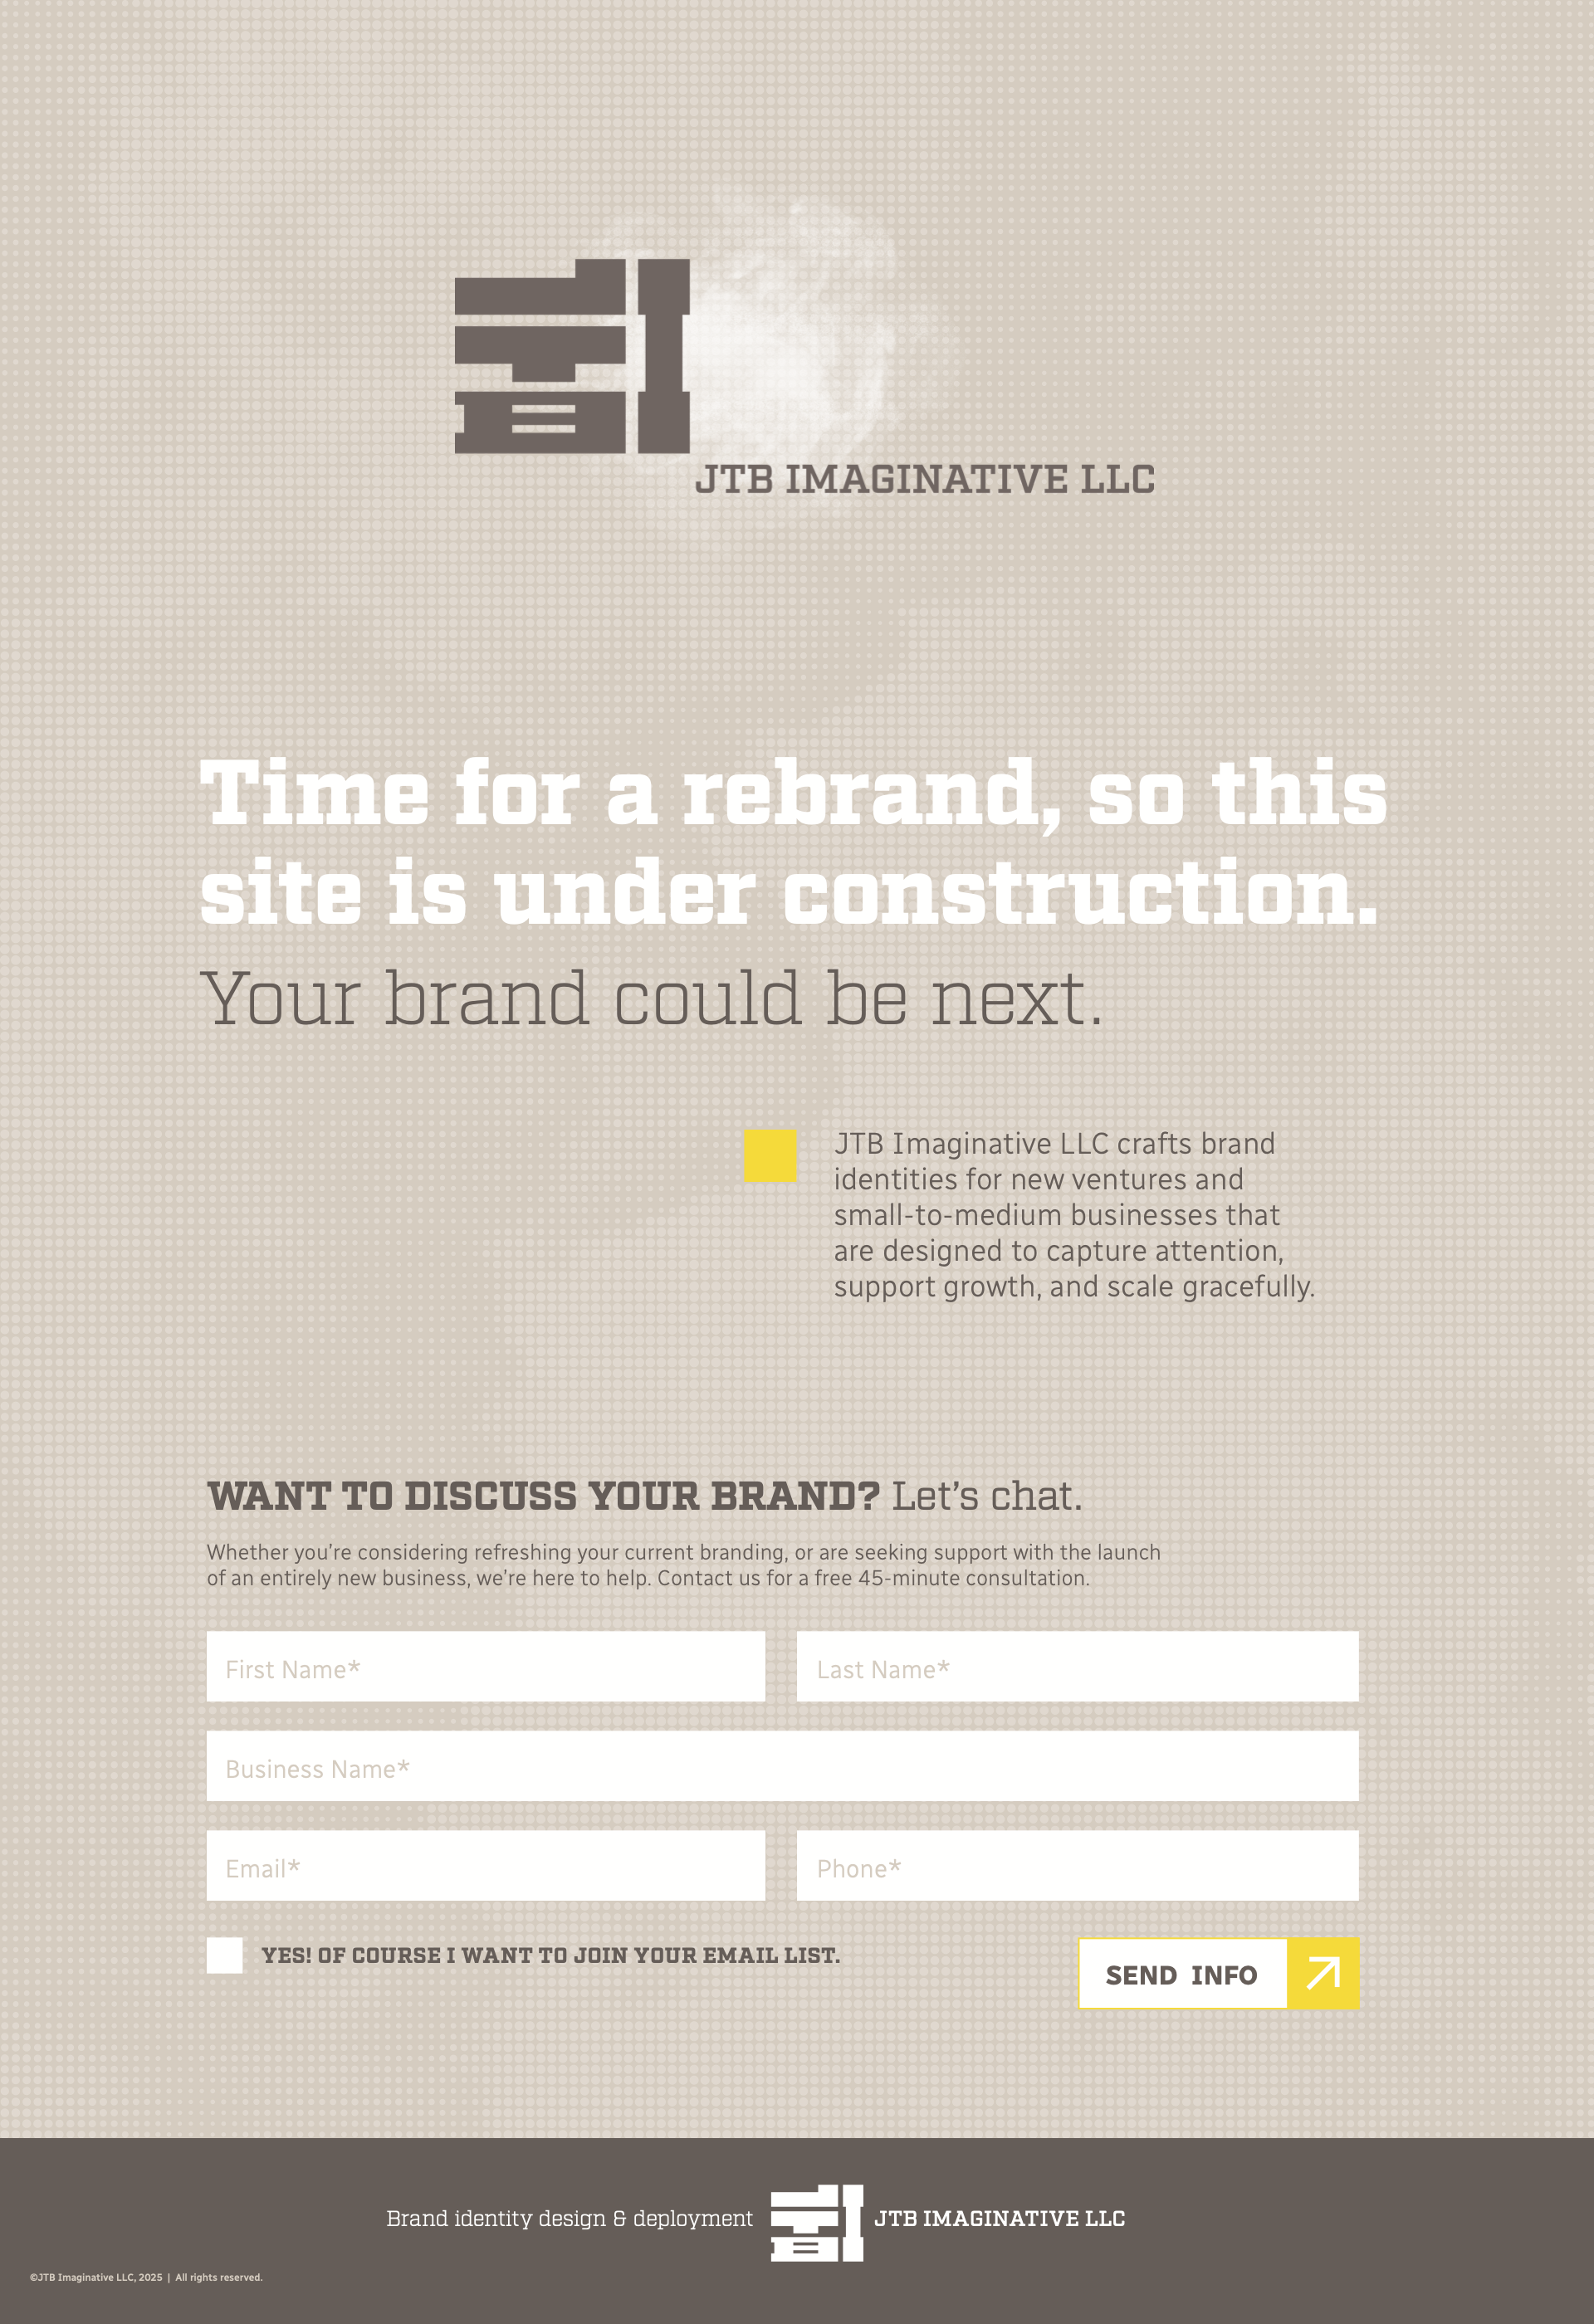 JTB IMAGINATIVE LLC
Time for a rebrand, so this
site is under construction.
Your brand could be next.
JTB Imaginative LLC crafts brand
identities for new ventures and
small-to-medium businesses that
are designed to capture attention,
support growth, and scale gracefully.
WANT TO DISCUSS YOUR BRAND? Let’s chat.
Whether you’re considering refreshing your current branding, or are seeking support with the launch
of an entirely new business, we’re here to help. Contact us for a free 45-minute consultation.
First Name*
Last Name*
Business Name*
Email*
Phone*
YES! OF COURSE I WANT TO JOIN YOUR EMAIL LIST.
SEND INFO
Brand identity design & deployment
JTB IMAGINATIVE LLC
©JTB Imaginative LLC, 2025 | All rights reserved.